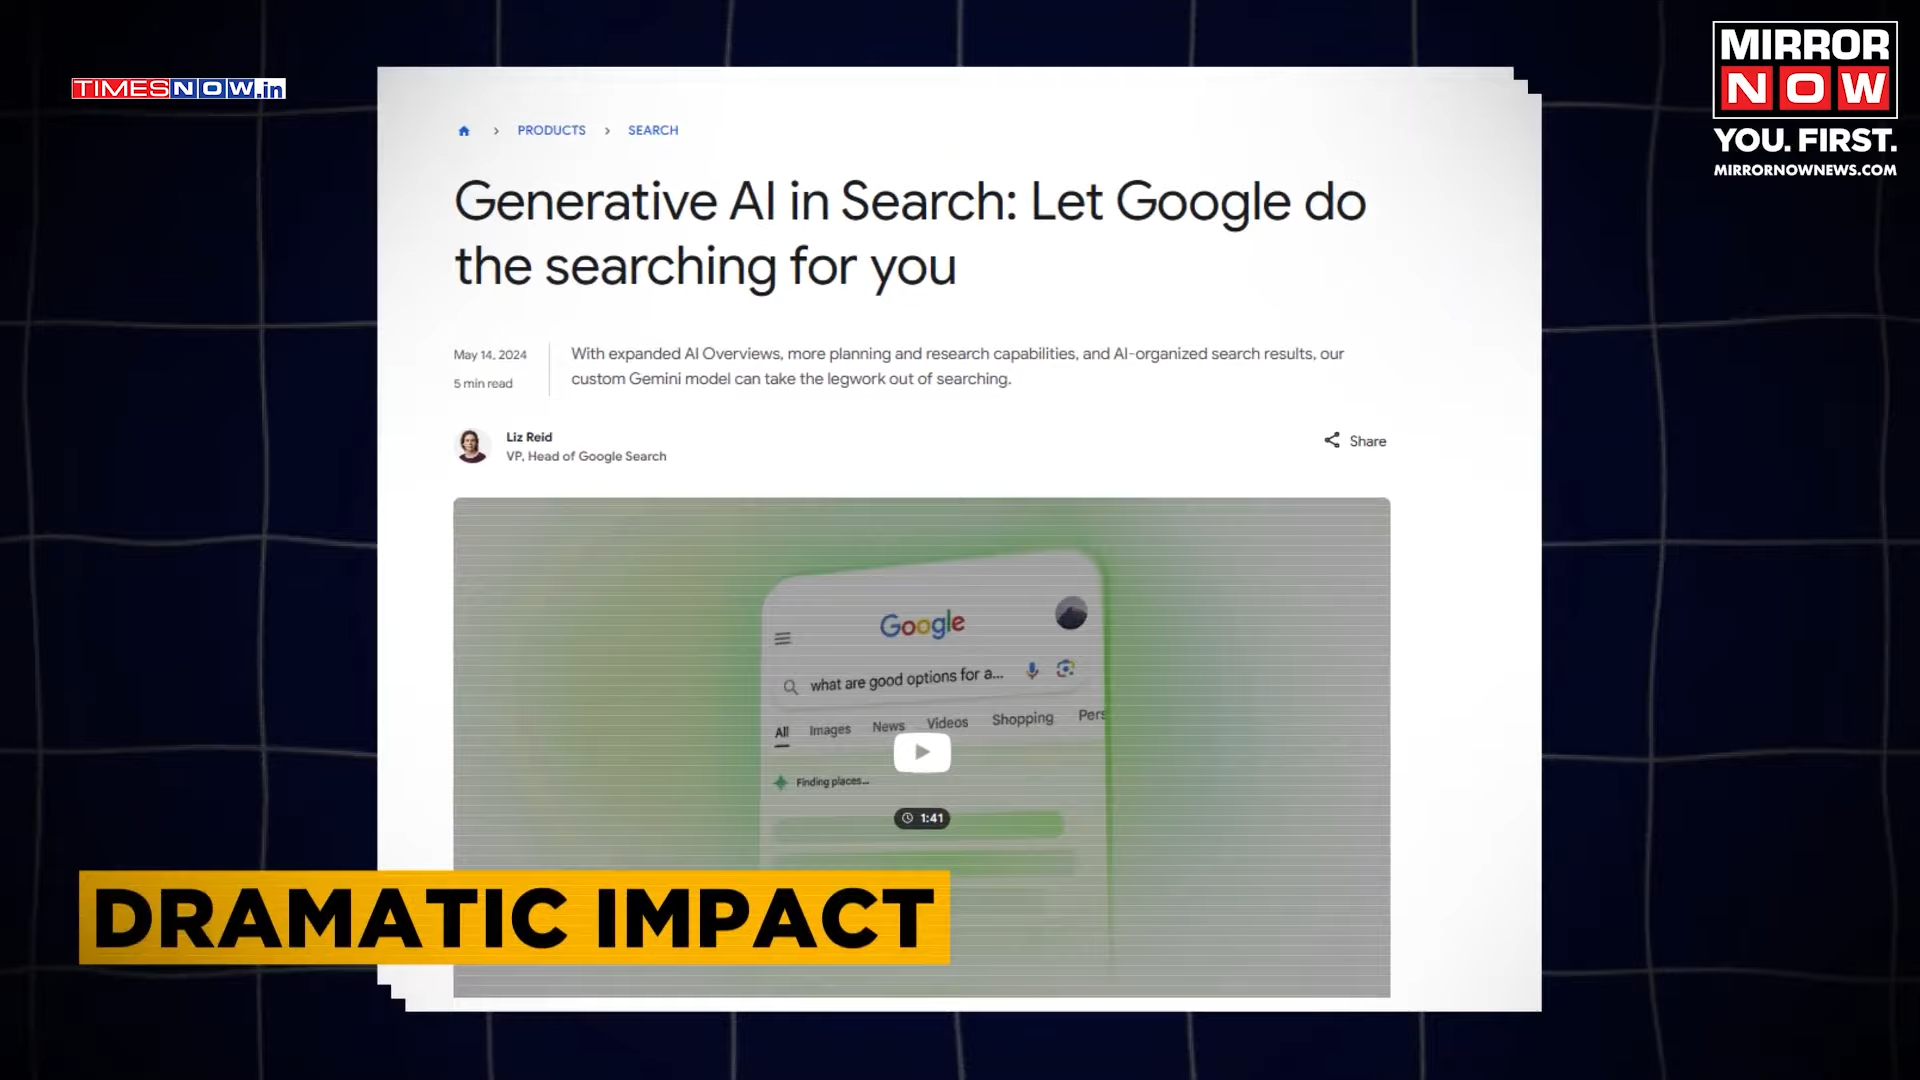 TIMESNOW.in
MIRROR
NOW
YOU. FIRST.
MIRRORNOWNEWS.COM
PRODUCTS
SEARCH
Generative AI in Search: Let Google do
the searching for you
May 14, 2024
5 min read
With expanded AI Overviews, more planning and research capabilities, and AI-organized search results, our
custom Gemini model can take the legwork out of searching.
Liz Reid
VP, Head of Google Search
Share
Google
what are good options for a...
All Images News Videos Shopping Pers
Finding places...
1:41
DRAMATIC IMPACT